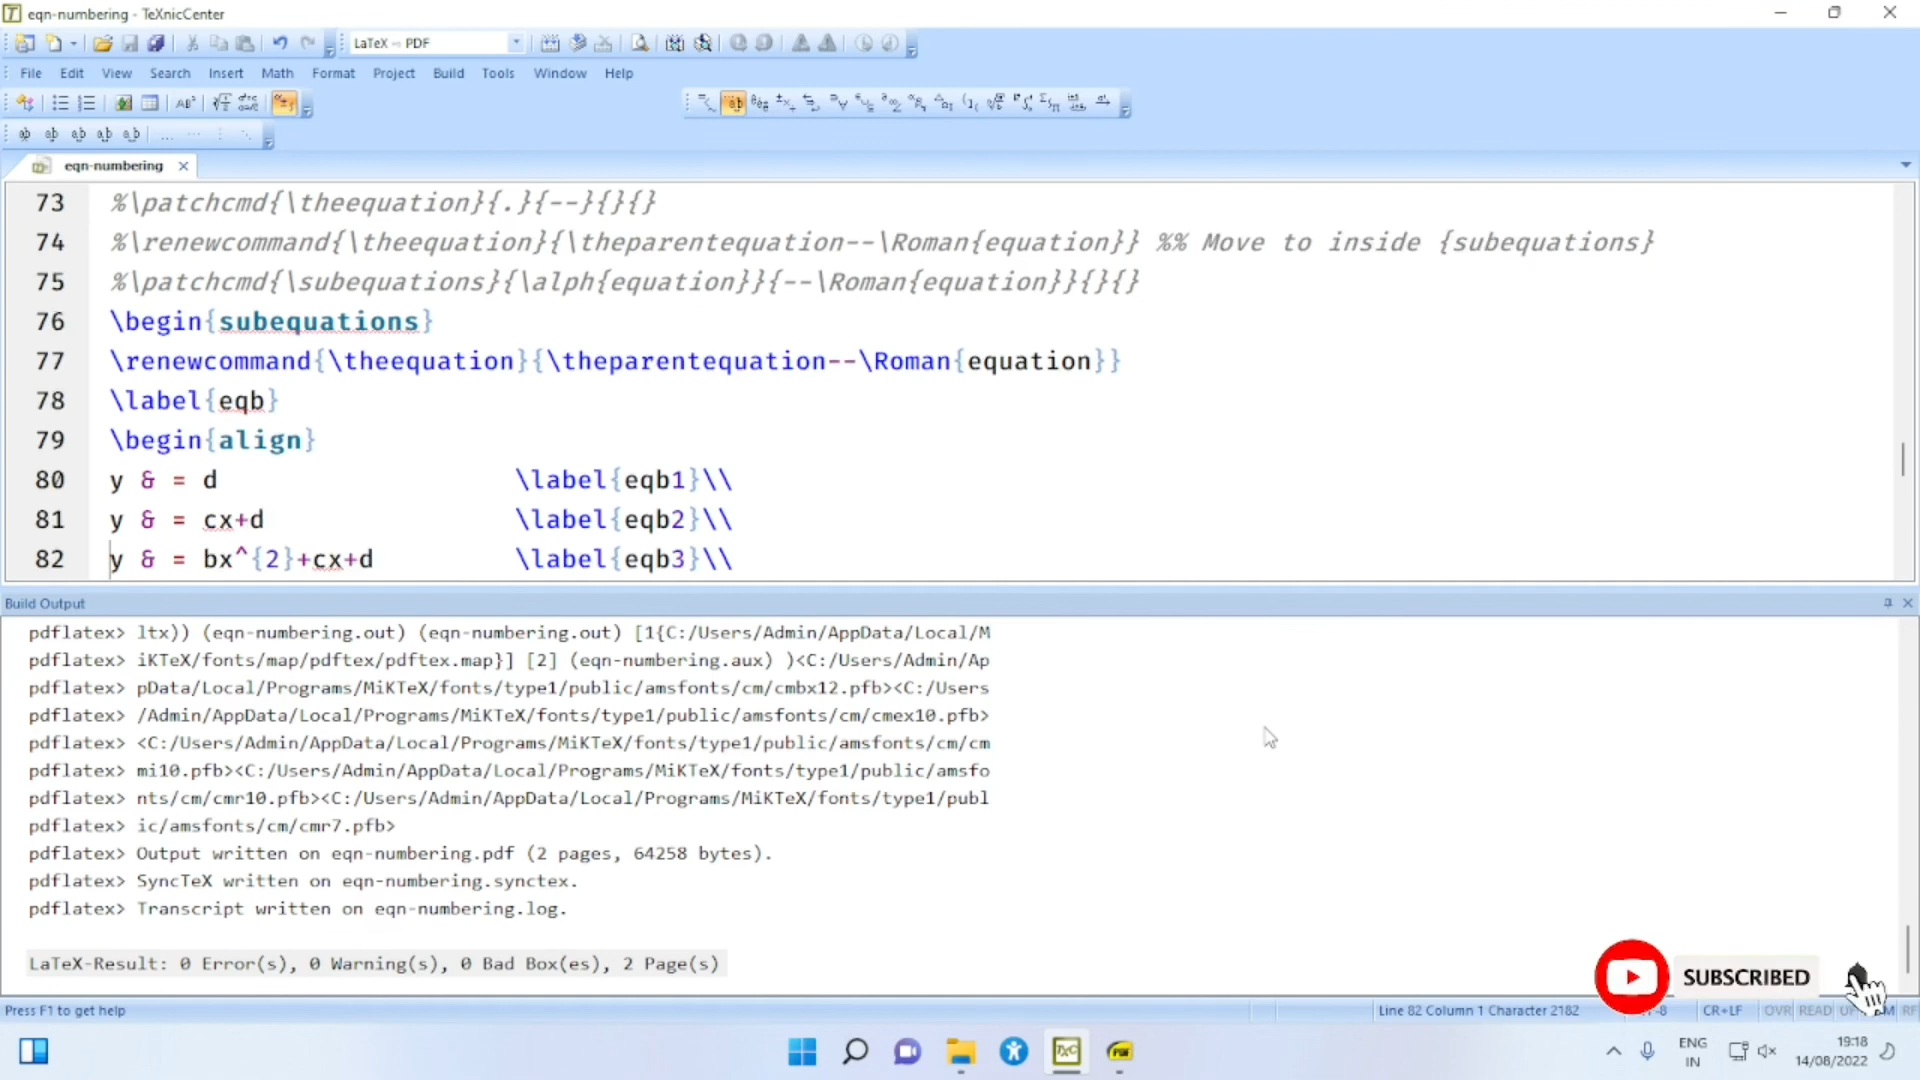 eqn-numbering - TeXnicCenter
LaTeX → PDF
File Edit View Search Insert Math Format Project Build Tools Window Help
eqn-numbering
73 %\patchcmd{\theequation}{.}{--}{}{}
74 %\renewcommand{\theequation}{\theparentequation--\Roman{equation}} %% Move to inside {subequations}
75 %\patchcmd{\subequations}{\alph{equation}}{--\Roman{equation}}{}{}
76 \begin{subequations}
77 \renewcommand{\theequation}{\theparentequation--\Roman{equation}}
78 \label{eqb}
79 \begin{align}
80 y & = d \label{eqb1}\\
81 y & = cx+d \label{eqb2}\\
82 y & = bx^{2}+cx+d \label{eqb3}\\
Build Output
pdflatex> ltx)) (eqn-numbering.out) (eqn-numbering.out) [1{C:/Users/Admin/AppData/Local/M
pdflatex> iKTeX/fonts/map/pdftex/pdftex.map}] [2] (eqn-numbering.aux) )<C:/Users/Admin/Ap
pdflatex> pData/Local/Programs/MiKTeX/fonts/type1/public/amsfonts/cm/cmbx12.pfb><C:/Users
pdflatex> /Admin/AppData/Local/Programs/MiKTeX/fonts/type1/public/amsfonts/cm/cmex10.pfb>
pdflatex> <C:/Users/Admin/AppData/Local/Programs/MiKTeX/fonts/type1/public/amsfonts/cm/cm
pdflatex> mi10.pfb><C:/Users/Admin/AppData/Local/Programs/MiKTeX/fonts/type1/public/amsfo
pdflatex> nts/cm/cmr10.pfb><C:/Users/Admin/AppData/Local/Programs/MiKTeX/fonts/type1/publ
pdflatex> ic/amsfonts/cm/cmr7.pfb>
pdflatex> Output written on eqn-numbering.pdf (2 pages, 64258 bytes).
pdflatex> SyncTeX written on eqn-numbering.synctex.
pdflatex> Transcript written on eqn-numbering.log.
LaTeX-Result: 0 Error(s), 0 Warning(s), 0 Bad Box(es), 2 Page(s)
SUBSCRIBED
Press F1 to get help
Line 82 Column 1 Character 2182 CR+LF OVR READ
ENG
IN
19:18
14/08/2022